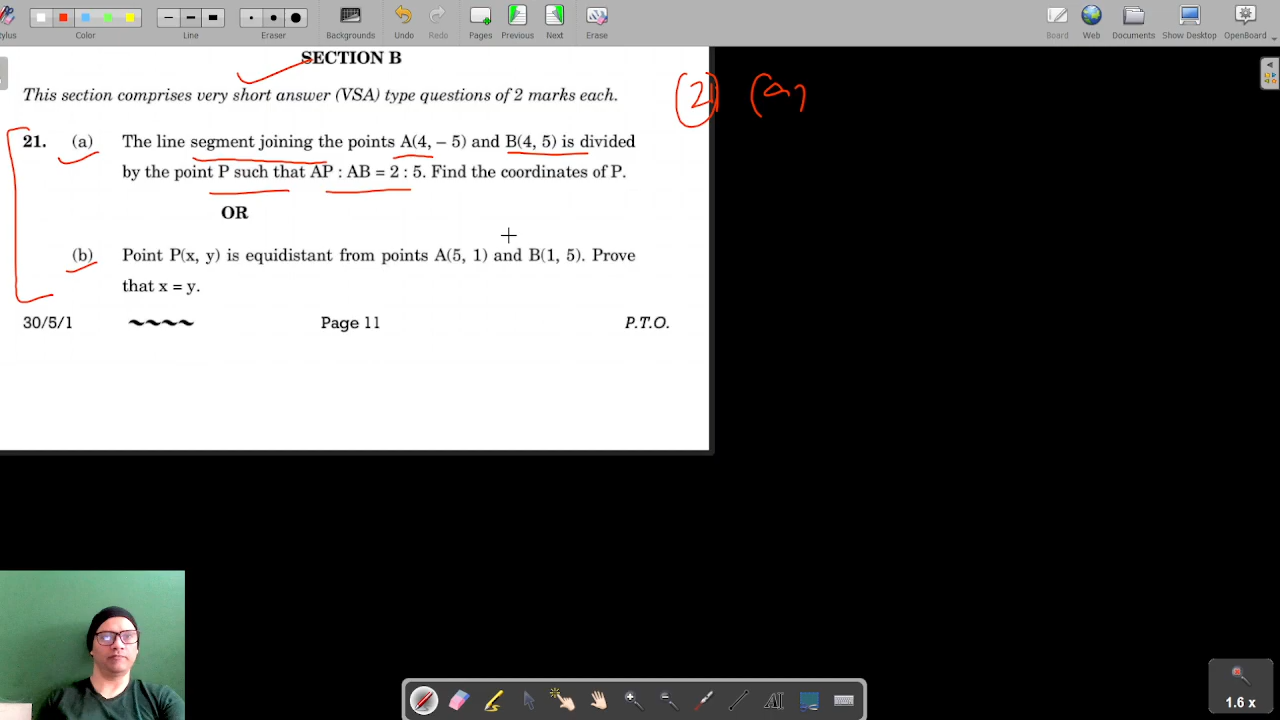 Stylus
Color
Line
Eraser
Backgrounds
Undo
Redo
Pages
Previous
Next
Erase
Board
Web
Documents
Show Desktop
OpenBoard
SECTION B
This section comprises very short answer (VSA) type questions of 2 marks each.
21. (a) The line segment joining the points A(4, – 5) and B(4, 5) is divided
by the point P such that AP : AB = 2 : 5. Find the coordinates of P.
OR
(b) Point P(x, y) is equidistant from points A(5, 1) and B(1, 5). Prove
that x = y.
30/5/1 Page 11 P.T.O.
(21) (a)
1.6 x